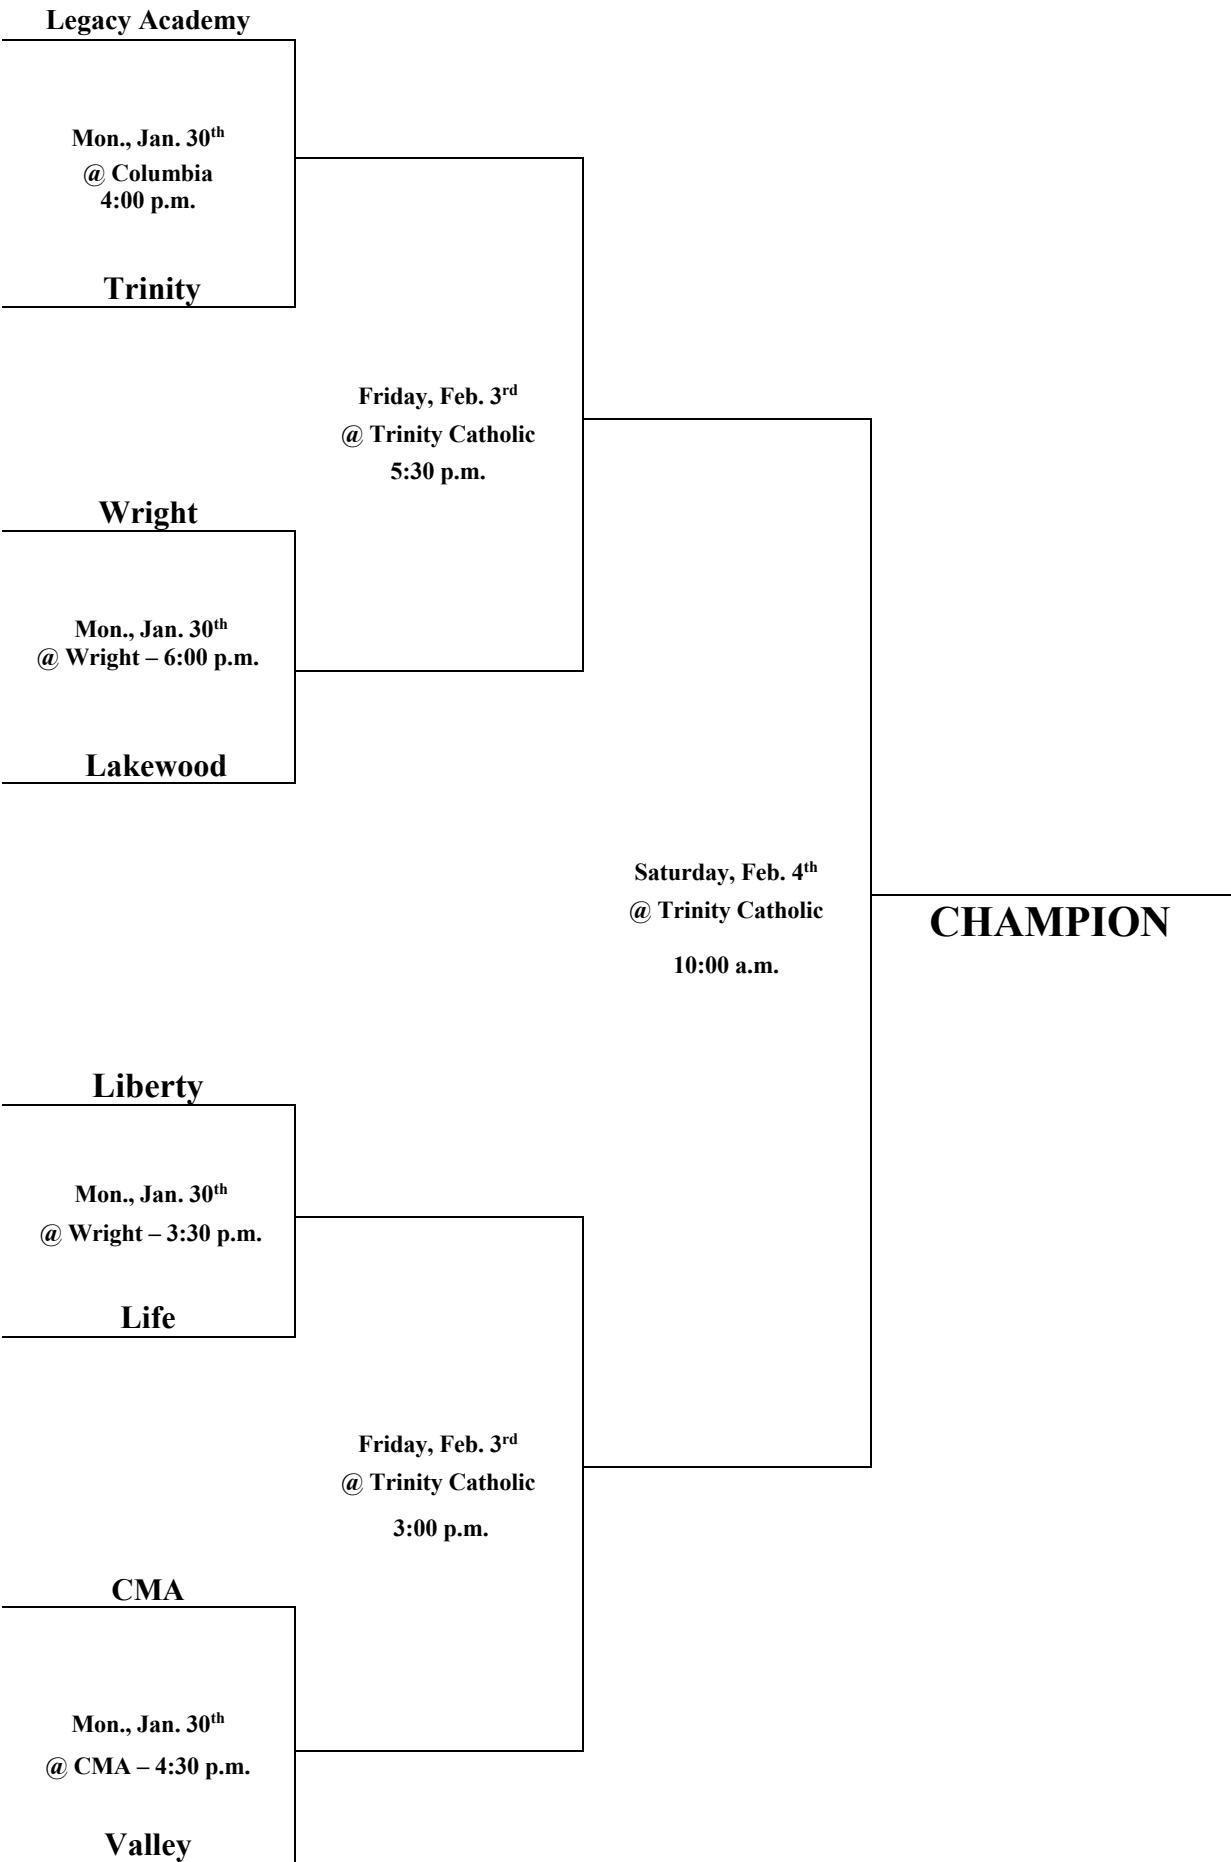 Legacy Academy
Mon., Jan. 30th
@ Columbia
4:00 p.m.
Trinity
Friday, Feb. 3rd
@ Trinity Catholic
5:30 p.m.
Wright
Mon., Jan. 30th
@ Wright – 6:00 p.m.
Lakewood
Saturday, Feb. 4th
@ Trinity Catholic
10:00 a.m.
CHAMPION
Liberty
Mon., Jan. 30th
@ Wright – 3:30 p.m.
Life
Friday, Feb. 3rd
@ Trinity Catholic
3:00 p.m.
CMA
Mon., Jan. 30th
@ CMA – 4:30 p.m.
Valley